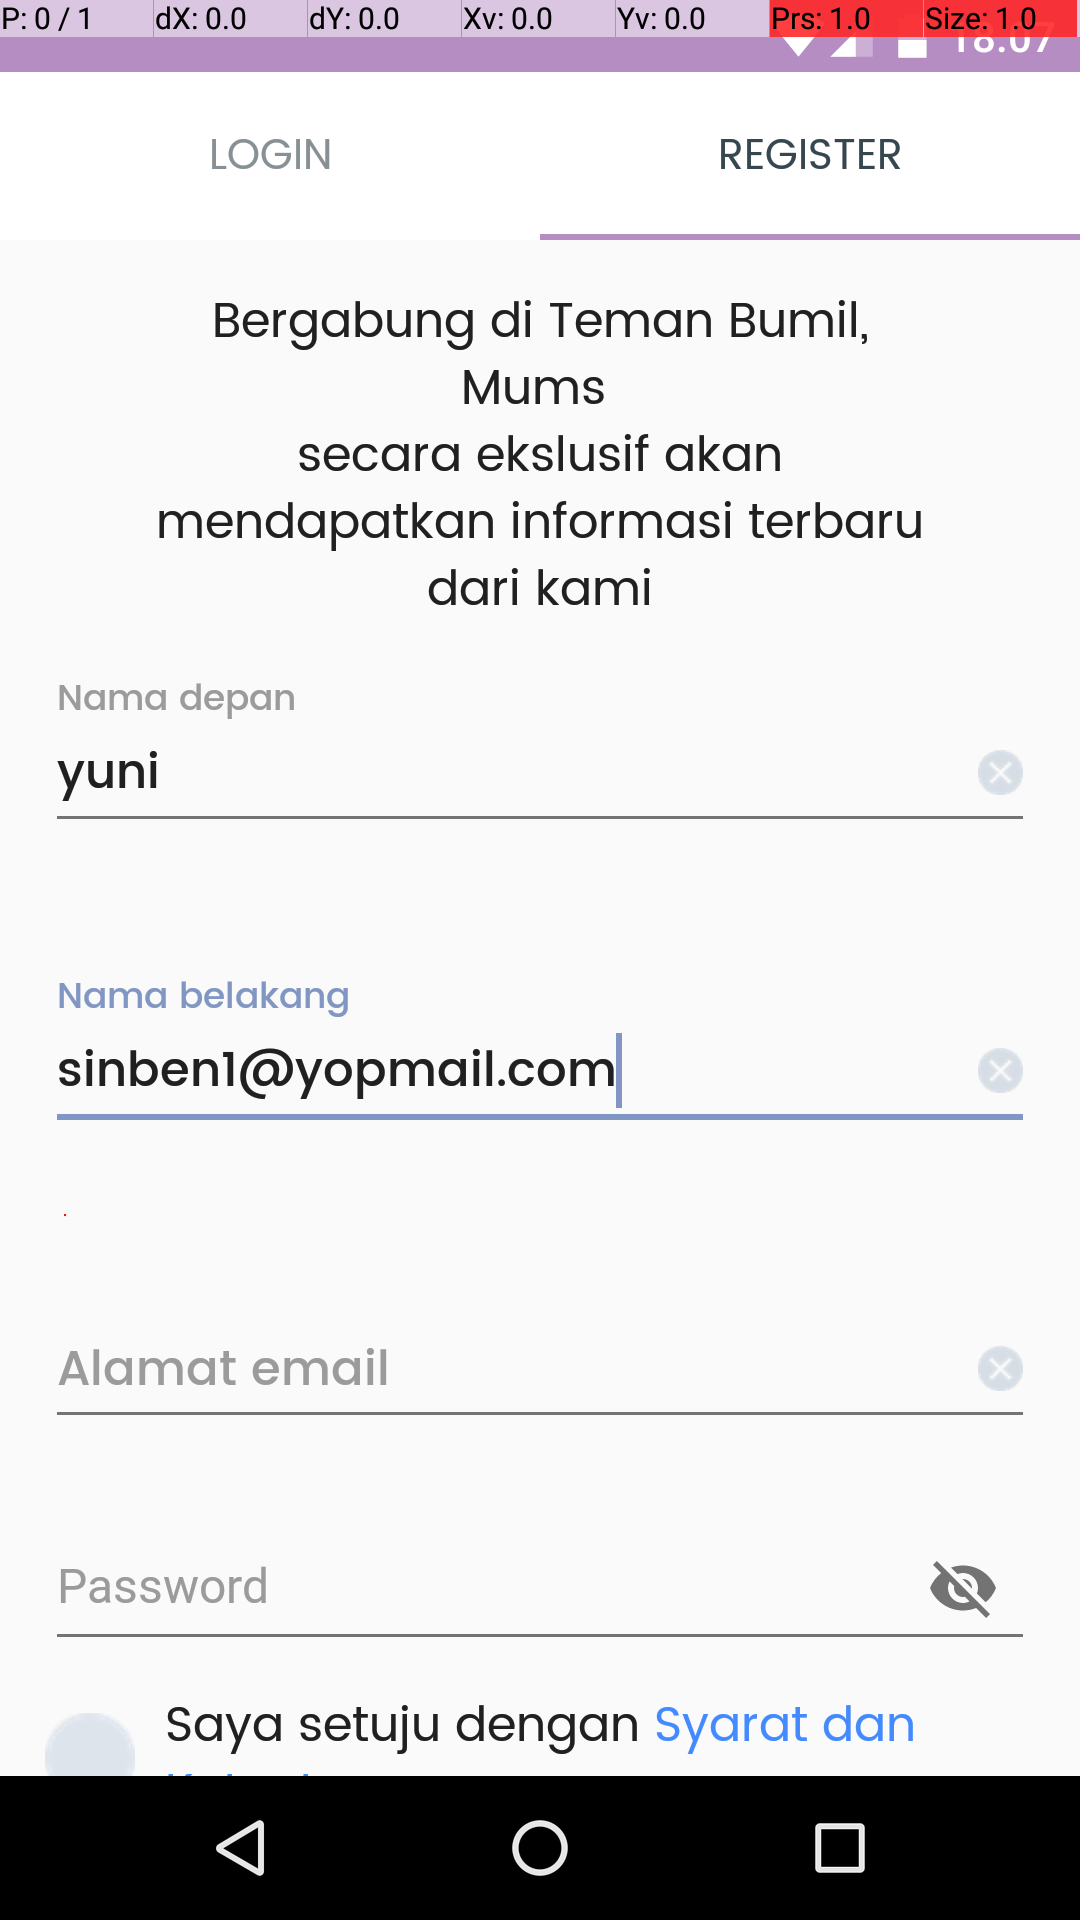 P: 0 / 1 dX: 0.0 dY: 0.0 Xv: 0.0 Yv: 0.0 Prs: 1.0 Size: 1.0
18.07
LOGIN REGISTER
Bergabung di Teman Bumil,
Mums
secara ekslusif akan
mendapatkan informasi terbaru
dari kami
Nama depan
yuni
Nama belakang
sinben1@yopmail.com
Alamat email
Password
Saya setuju dengan Syarat dan